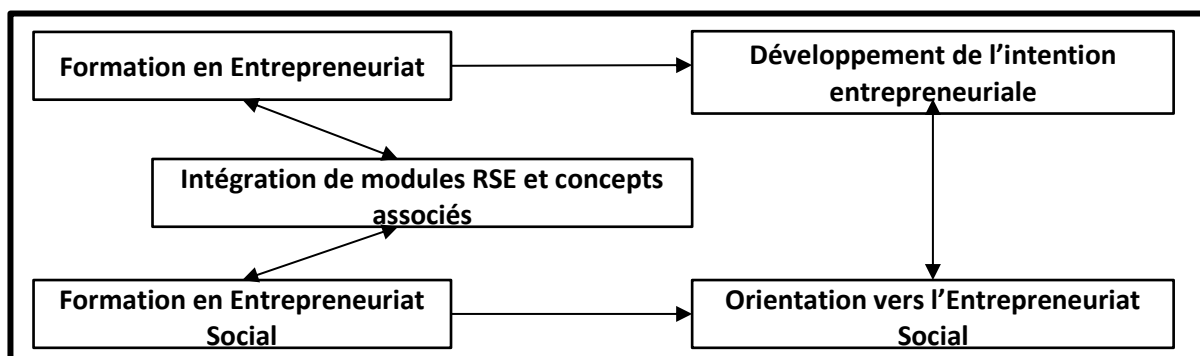 Formation en Entrepreneuriat
Développement de l’intention
entrepreneuriale
Intégration de modules RSE et concepts
associés
Formation en Entrepreneuriat
Social
Orientation vers l’Entrepreneuriat
Social